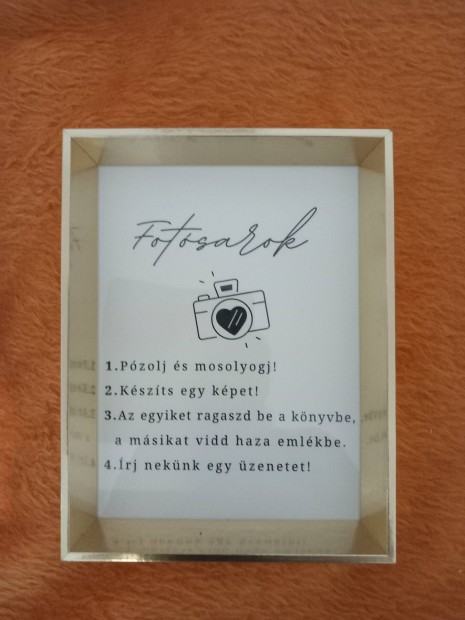 Fotósarok
1.Pózolj és mosolyogj!
2.Készíts egy képet!
3.Az egyiket ragaszd be a könyvbe,
a másikat vidd haza emlékbe.
4.Írj nekünk egy üzenetet!